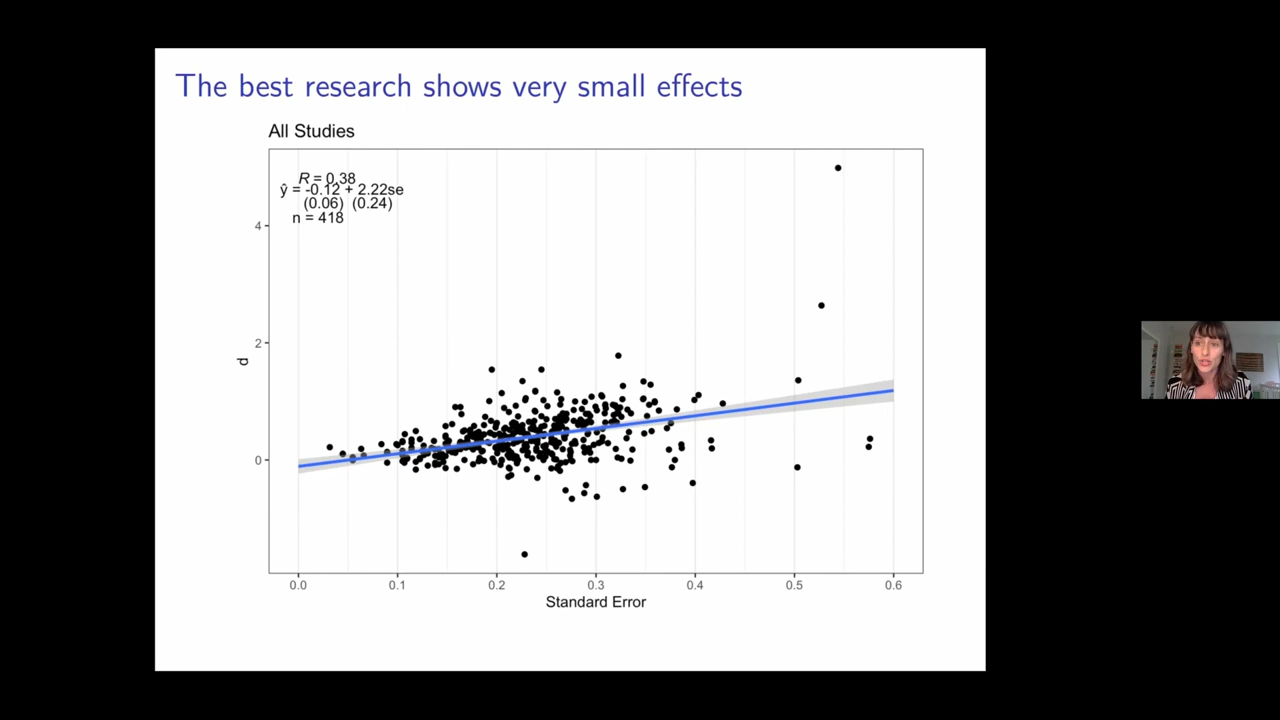 The best research shows very small effects
All Studies
R = 0.38
ŷ = -0.12 + 2.22se
(0.06) (0.24)
n = 418
4
2
0
d
0.0 0.1 0.2 0.3 0.4 0.5 0.6
Standard Error